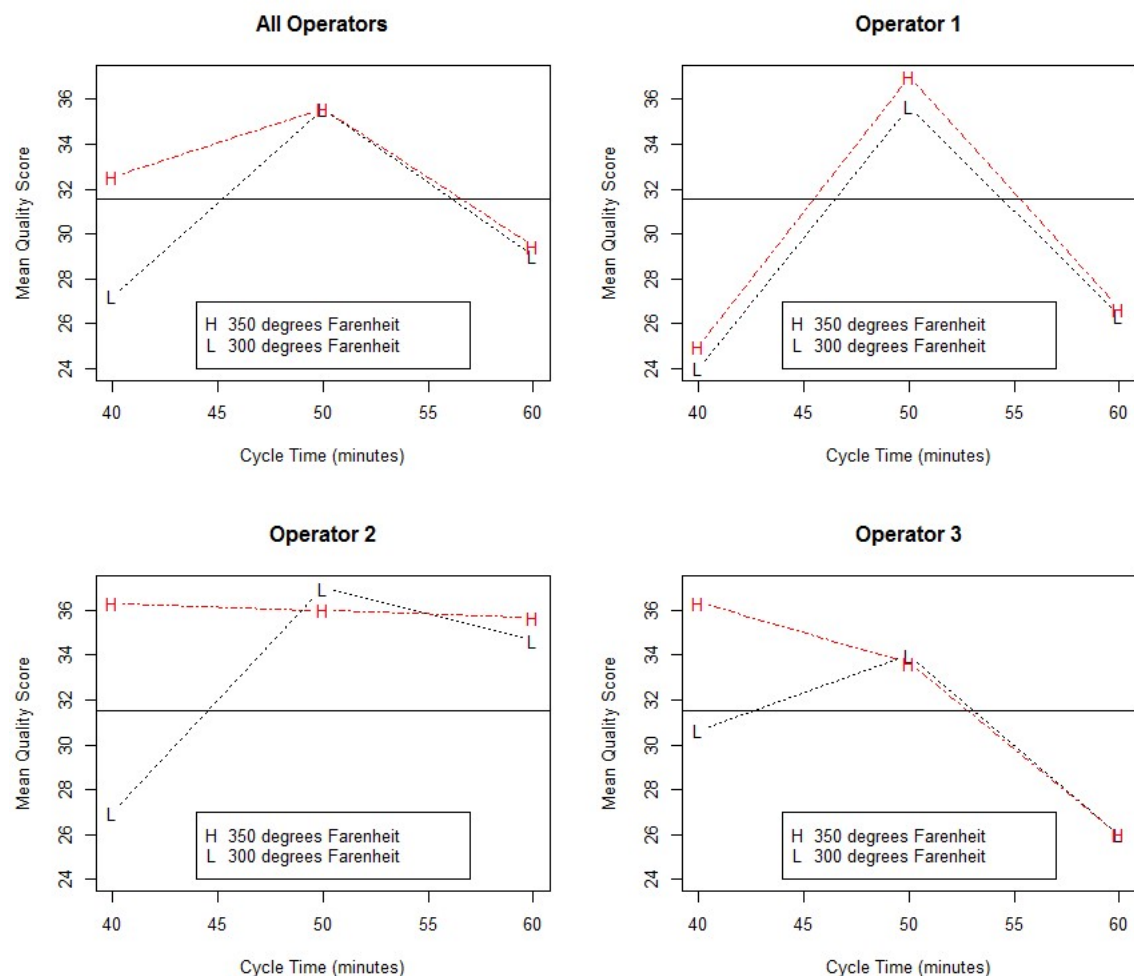 All Operators
Mean Quality Score
36
34
32
30
28
26
24
H
H
H
L
L
L
H 350 degrees Farenheit
L 300 degrees Farenheit
40 45 50 55 60
Cycle Time (minutes)
Operator 1
Mean Quality Score
36
34
32
30
28
26
24
H
H
H
L
L
L
H 350 degrees Farenheit
L 300 degrees Farenheit
40 45 50 55 60
Cycle Time (minutes)
Operator 2
Mean Quality Score
36
34
32
30
28
26
24
H
H
H
L
L
L
H 350 degrees Farenheit
L 300 degrees Farenheit
40 45 50 55 60
Cycle Time (minutes)
Operator 3
Mean Quality Score
36
34
32
30
28
26
24
H
H
H
L
L
L
H 350 degrees Farenheit
L 300 degrees Farenheit
40 45 50 55 60
Cycle Time (minutes)